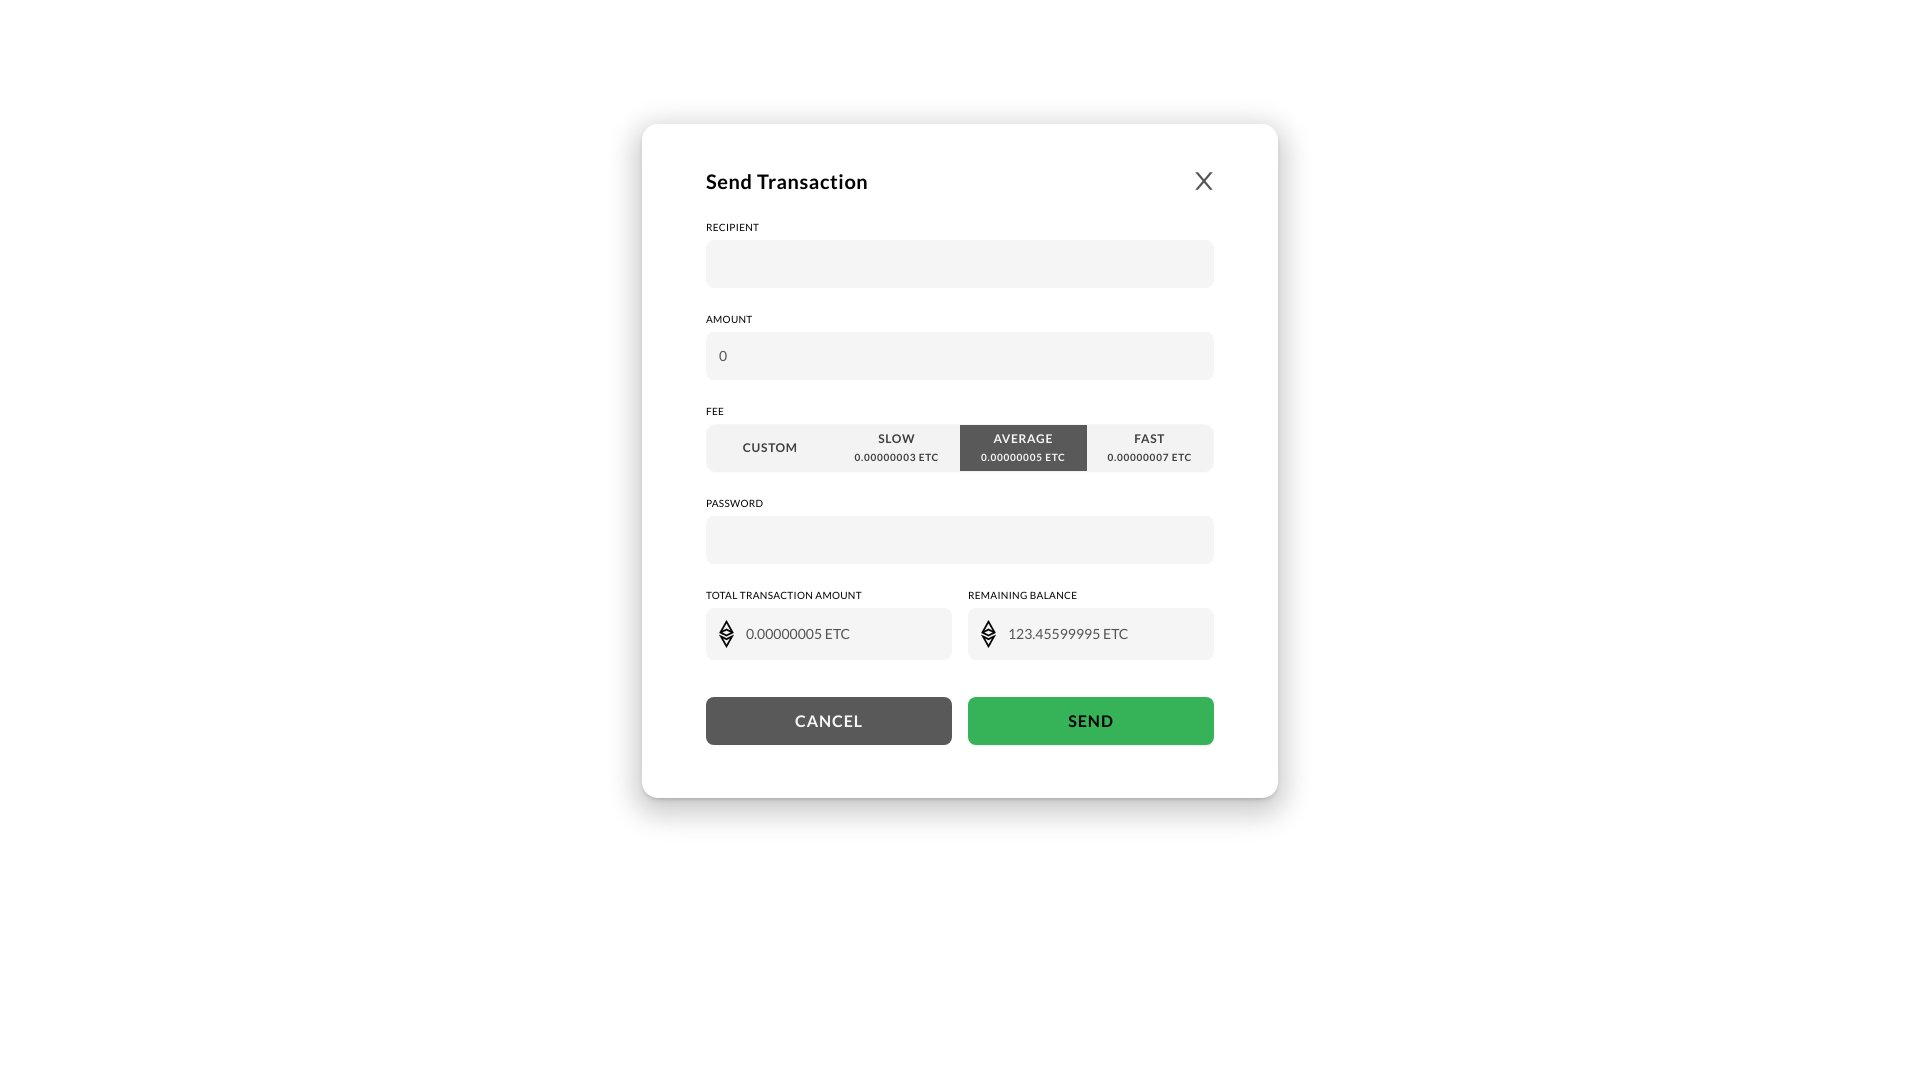 Send Transaction
X
RECIPIENT
AMOUNT
0
FEE
CUSTOM
SLOW
0.00000003 ETC
AVERAGE
0.00000005 ETC
FAST
0.00000007 ETC
PASSWORD
TOTAL TRANSACTION AMOUNT
0.00000005 ETC
REMAINING BALANCE
123.45599995 ETC
CANCEL
SEND